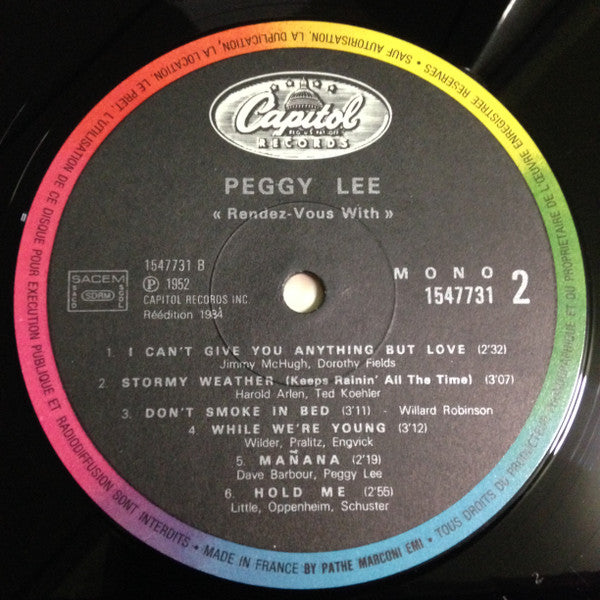 Capitol
REG. U.S. PAT. OFF.
RECORDS
PEGGY LEE
« Rendez-Vous With »
1547731 B
Ⓟ 1952
CAPITOL RECORDS INC.
Réédition 1984
SACEM
SACD
SDRM
SGDL
MONO
1547731 2
1. I CAN'T GIVE YOU ANYTHING BUT LOVE (2'32)
Jimmy McHugh, Dorothy Fields
2. STORMY WEATHER (Keeps Rainin' All The Time) (3'07)
Harold Arlen, Ted Koehler
3. DON'T SMOKE IN BED (3'11) - Willard Robinson
4. WHILE WE'RE YOUNG (3'12)
Wilder, Pralitz, Engvick
5. MAÑANA (2'19)
Dave Barbour, Peggy Lee
6. HOLD ME (2'55)
Little, Oppenheim, Schuster
• MADE IN FRANCE BY PATHE MARCONI EMI • TOUS DROITS DU PRODUCTEUR PHONOGRAPHIQUE ET DU PROPRIETAIRE DE L'ŒUVRE ENREGISTREE RESERVES • SAUF AUTORISATION, LA DUPLICATION, LA LOCATION, LE PRET, L'UTILISATION DE CE DISQUE POUR EXECUTION PUBLIQUE ET RADIODIFFUSION SONT INTERDITS